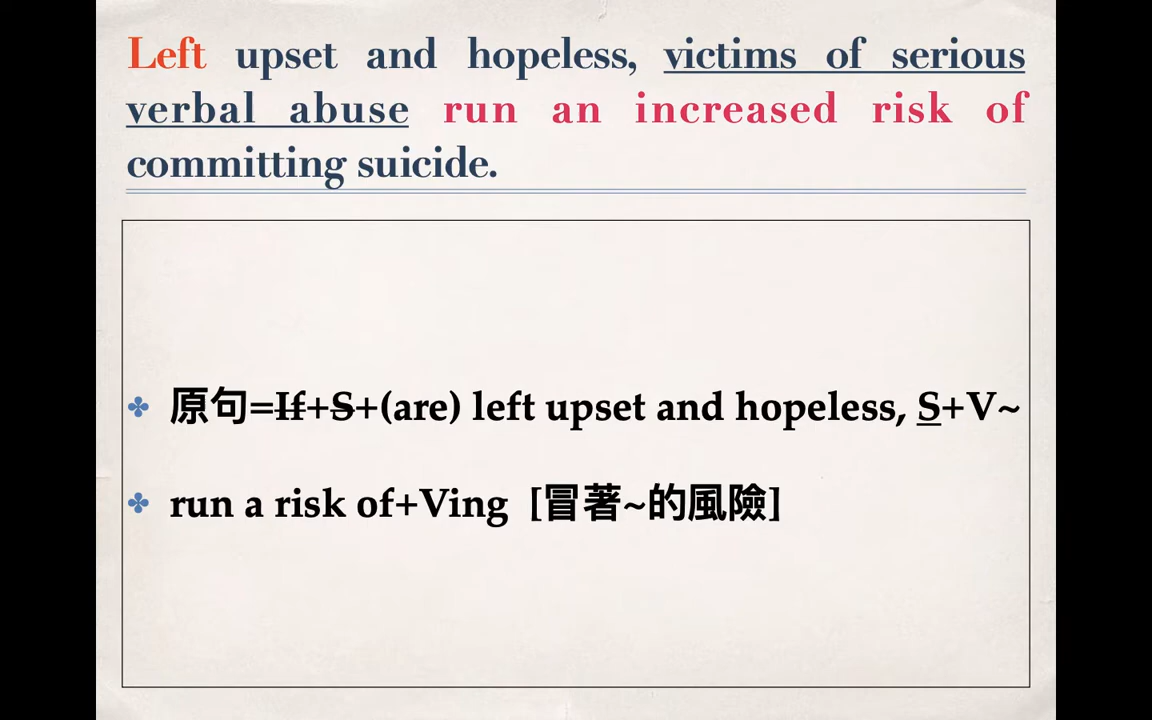 Left upset and hopeless, victims of serious
verbal abuse run an increased risk of
committing suicide.
原句=If+S+(are) left upset and hopeless, S+V~
run a risk of+Ving [冒著~的風險]